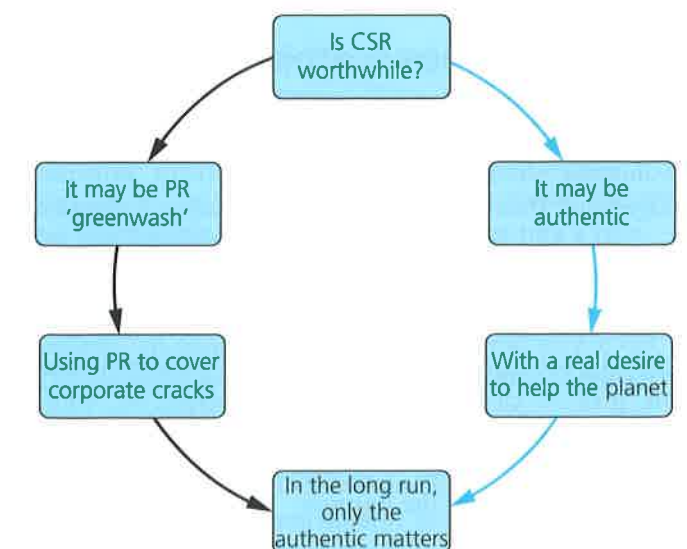 Is CSR
worthwhile?
It may be PR
'greenwash'
It may be
authentic
Using PR to cover
corporate cracks
With a real desire
to help the planet
In the long run,
only the
authentic matters